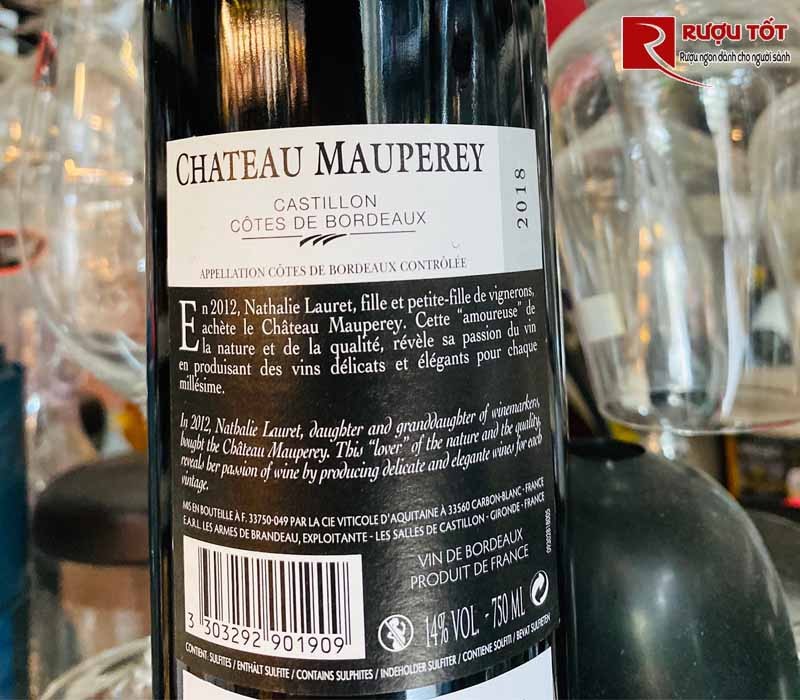 RƯỢU TỐT
Rượu ngon dành cho người sành
CHATEAU MAUPEREY
CASTILLON
CÔTES DE BORDEAUX
2018
APPELLATION CÔTES DE BORDEAUX CONTRÔLÉE
En 2012, Nathalie Lauret, fille et petite-fille de vignerons,
achète le Château Mauperey. Cette "amoureuse" de
la nature et de la qualité, révèle sa passion du vin
en produisant des vins délicats et élégants pour chaque
millésime.
In 2012, Nathalie Lauret, daughter and granddaughter of winemarkers,
bought the Château Mauperey. This "lover" of the nature and the quality,
reveals her passion of wine by producing delicate and elegante wines for each
vintage.
MIS EN BOUTEILLE À F. 33750-049 PAR LA CIE VITICOLE D'AQUITAINE À 33560 CARBON-BLANC - FRANCE
E.A.R.L. LES ARMES DE BRANDEAU, EXPLOITANTE - LES SALLES DE CASTILLON - GIRONDE - FRANCE
VIN DE BORDEAUX
PRODUIT DE FRANCE
3 303292 901909
14% VOL. - 750 ML
CONTIENT: SULFITES / ENTHÄLT SULFITE / CONTAINS SULPHITES / INDEHOLDER SULFITER / CONTIENE SOLFITI / BEVAT SULFIETEN